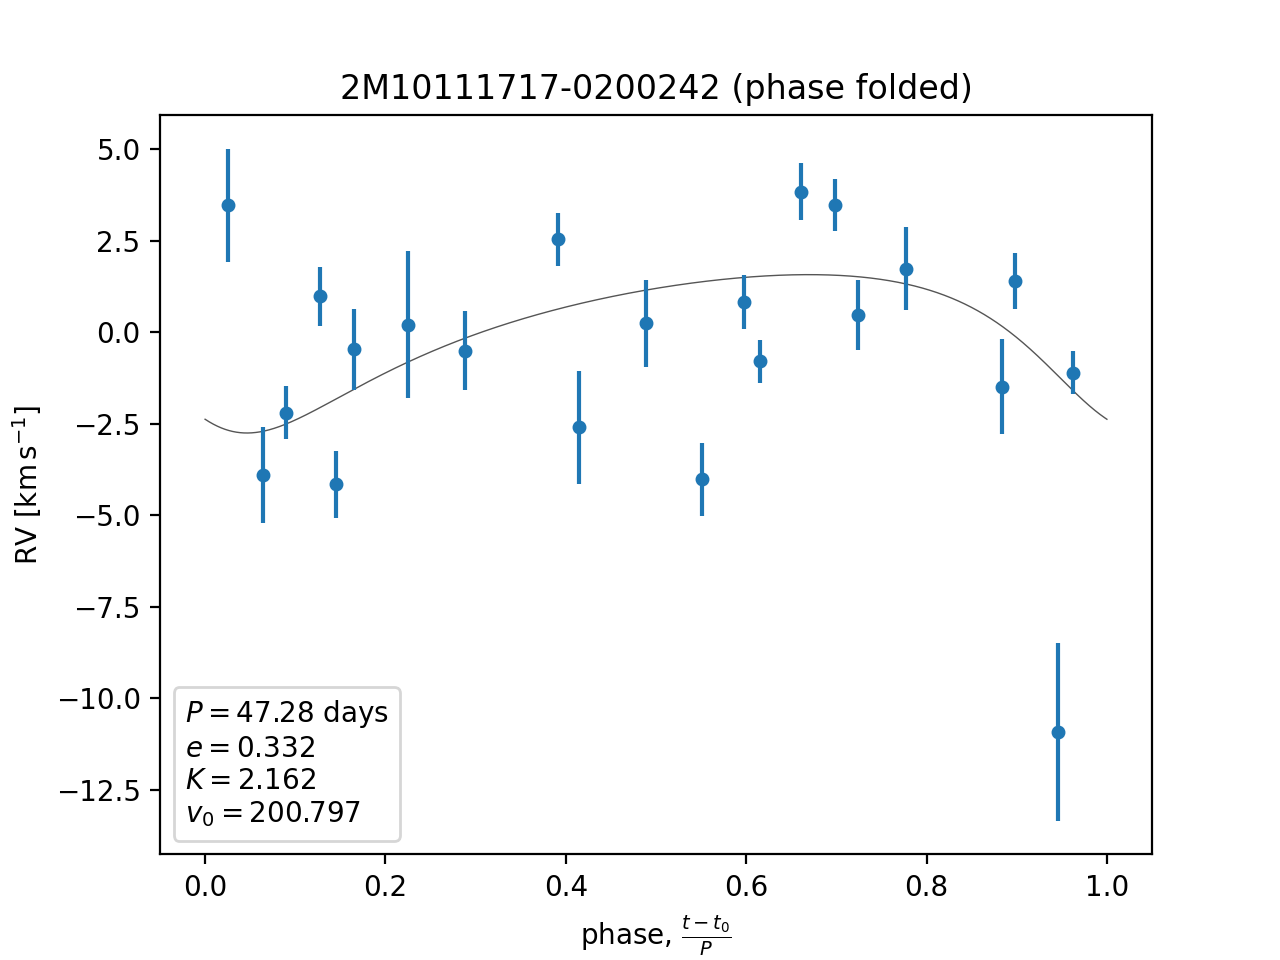 2M10111717-0200242 (phase folded)
RV [km s⁻¹]
5.0
2.5
0.0
−2.5
−5.0
−7.5
−10.0
−12.5
P = 47.28 days
e = 0.332
K = 2.162
v₀ = 200.797
0.0 0.2 0.4 0.6 0.8 1.0
phase, (t − t₀)/P